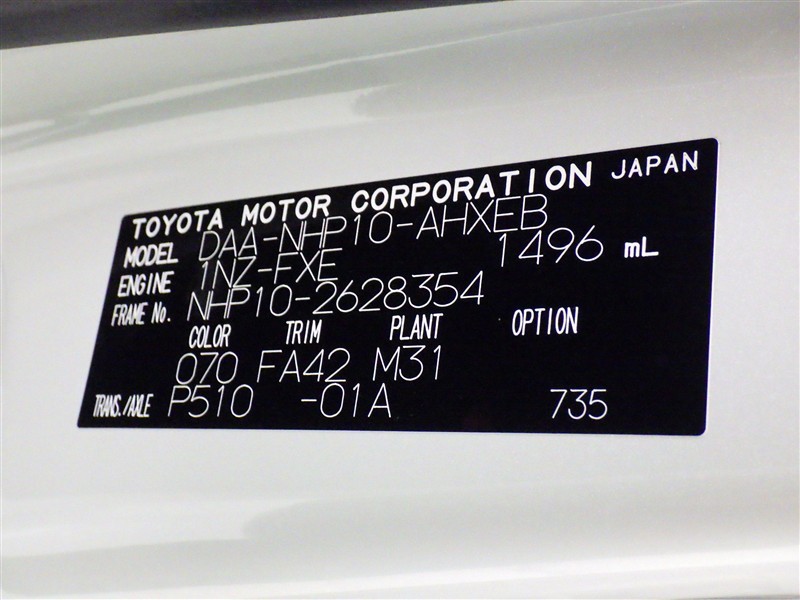 TOYOTA MOTOR CORPORATION JAPAN
MODEL DAA-NHP10-AHXEB
ENGINE 1NZ-FXE 1496 mL
FRAME No. NHP10-2628354
COLOR TRIM PLANT OPTION
070 FA42 M31
TRANS./AXLE P510 -01A 735